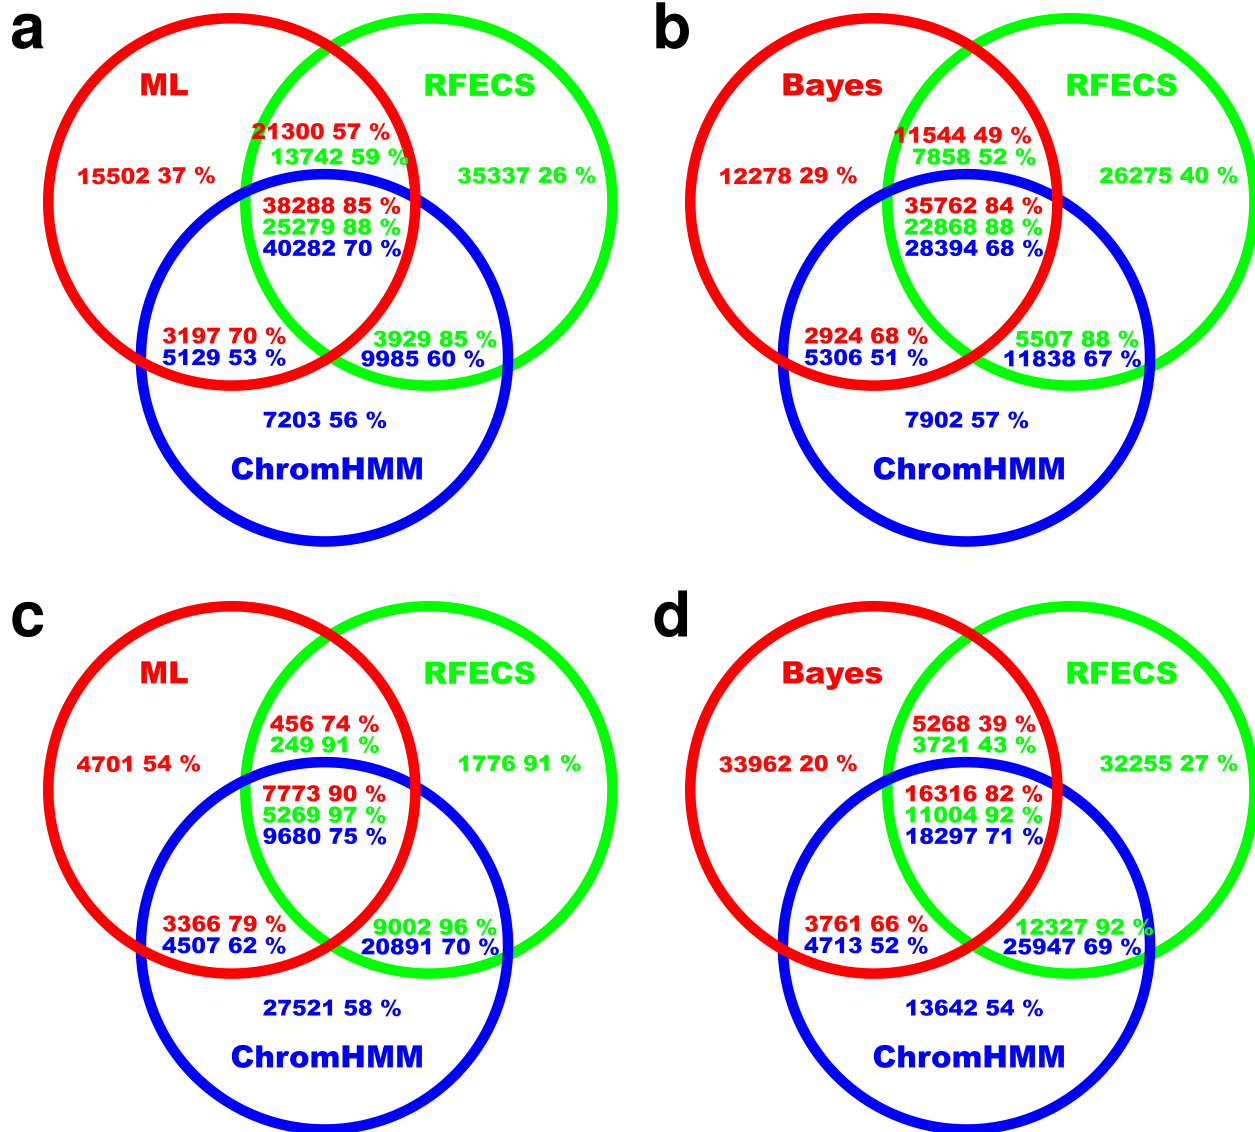 a
ML
RFECS
21300 57 %
13742 59%
15502 37 %
35337 26 %
38288 85 %
25279 88 %
40282 70 %
3197 70 %
5129 53 %
3929 85 %
9985 60 %
7203 56 %
ChromHMM
b
Bayes
RFECS
11544 49 %
7858 52 %
12278 29 %
26275 40 %
35762 84 %
22868 88 %
28394 68 %
2924 68 %
5306 51 %
5507 88 %
11838 67 %
7902 57 %
ChromHMM
c
ML
RFECS
456 74 %
249 91 %
4701 54 %
1776 91 %
7773 90 %
5269 97 %
9680 75 %
3366 79 %
4507 62 %
9002 96 %
20891 70 %
27521 58 %
ChromHMM
d
Bayes
RFECS
5268 39 %
3721 43 %
33962 20 %
32255 27 %
16316 82 %
11004 92 %
18297 71 %
3761 66 %
4713 52 %
12327 92 %
25947 69 %
13642 54 %
ChromHMM